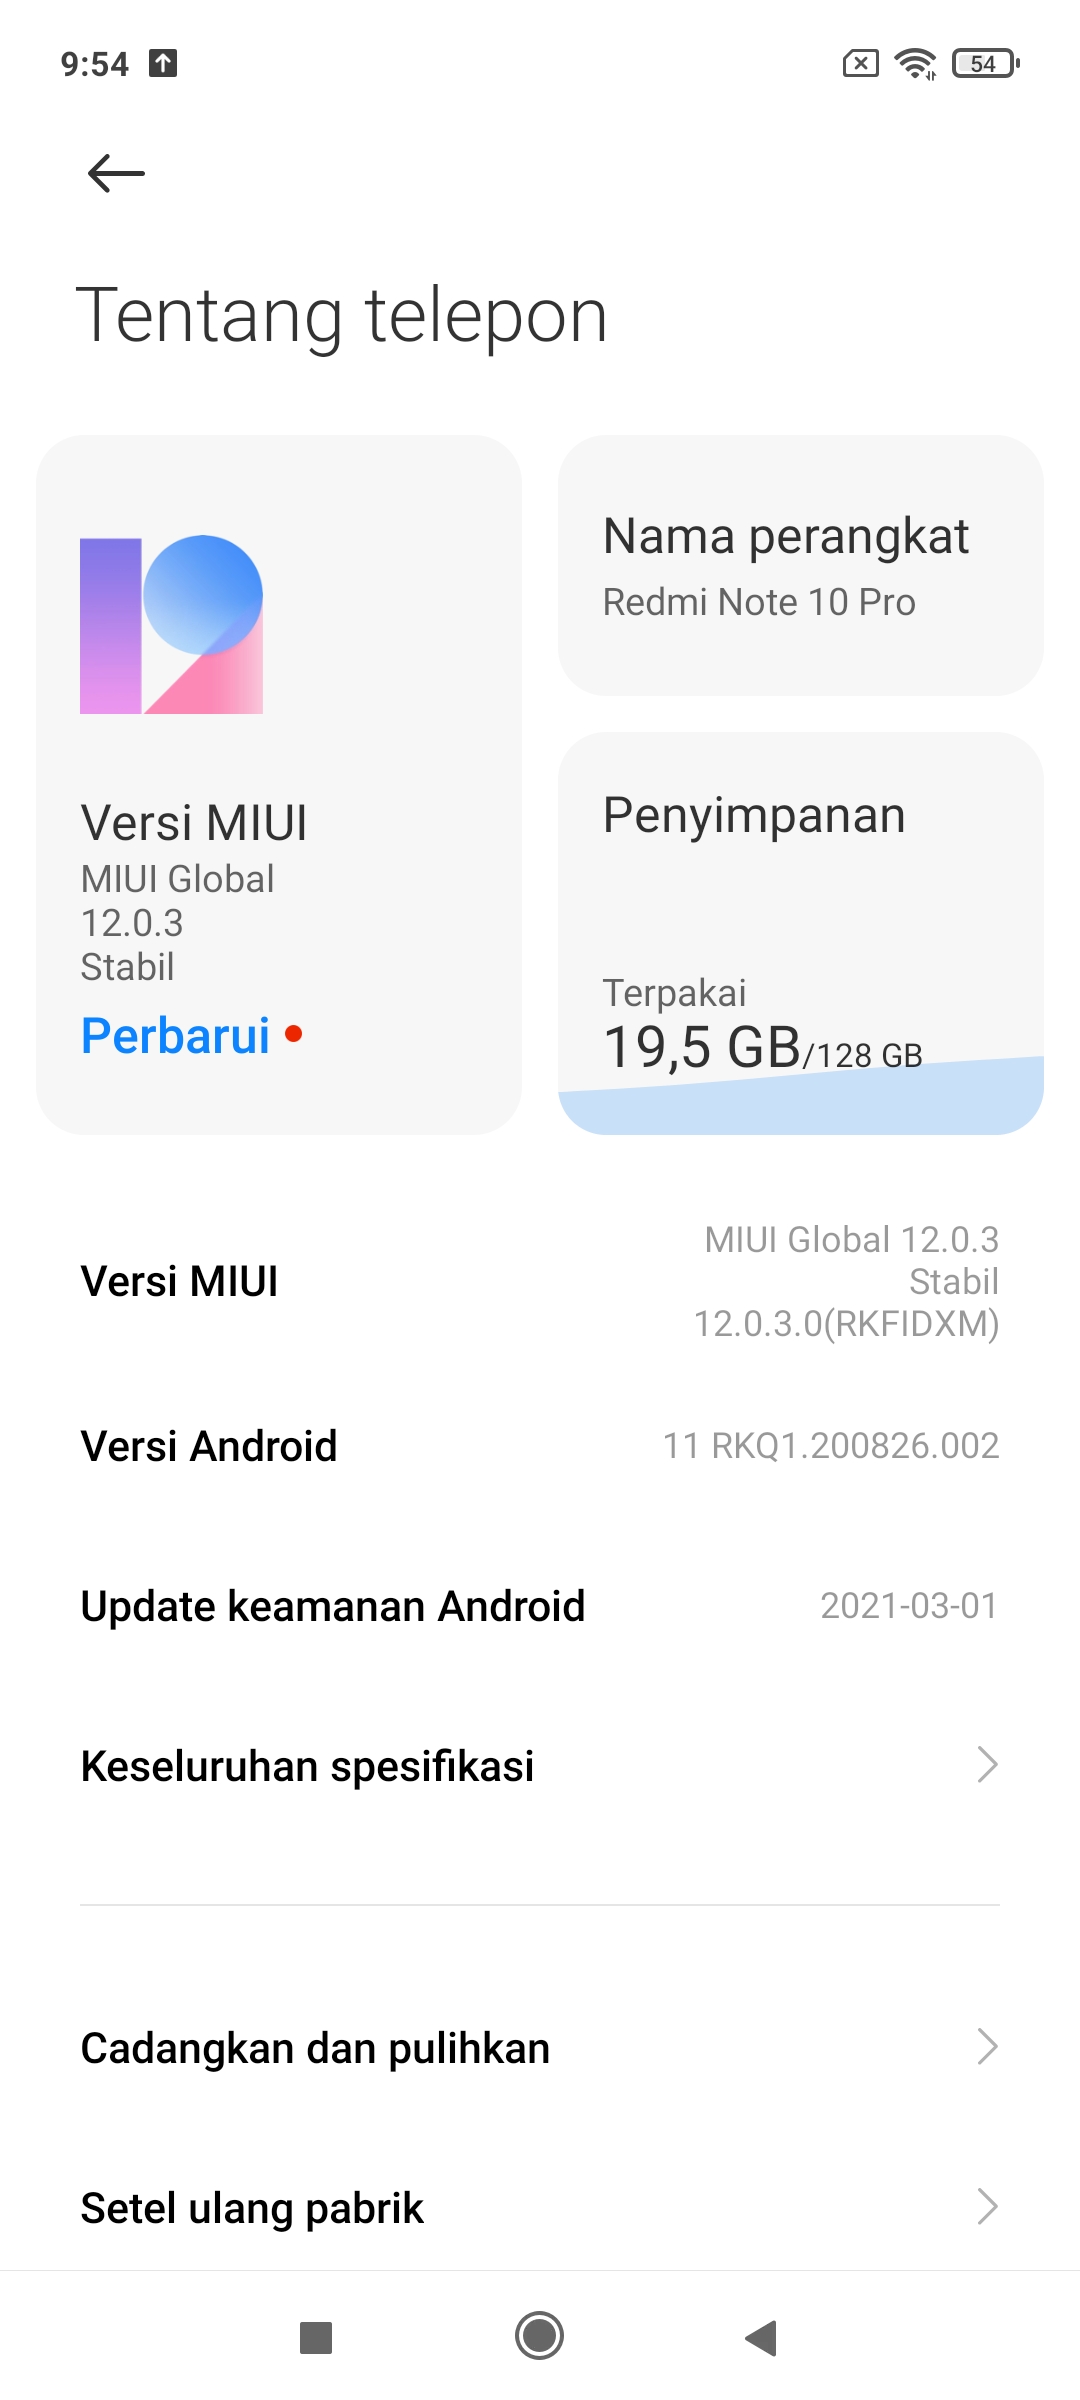 9:54
54
Tentang telepon
Versi MIUI
MIUI Global
12.0.3
Stabil
Perbarui
Nama perangkat
Redmi Note 10 Pro
Penyimpanan
Terpakai
19,5 GB/128 GB
Versi MIUI
MIUI Global 12.0.3
Stabil
12.0.3.0(RKFIDXM)
Versi Android
11 RKQ1.200826.002
Update keamanan Android
2021-03-01
Keseluruhan spesifikasi
Cadangkan dan pulihkan
Setel ulang pabrik